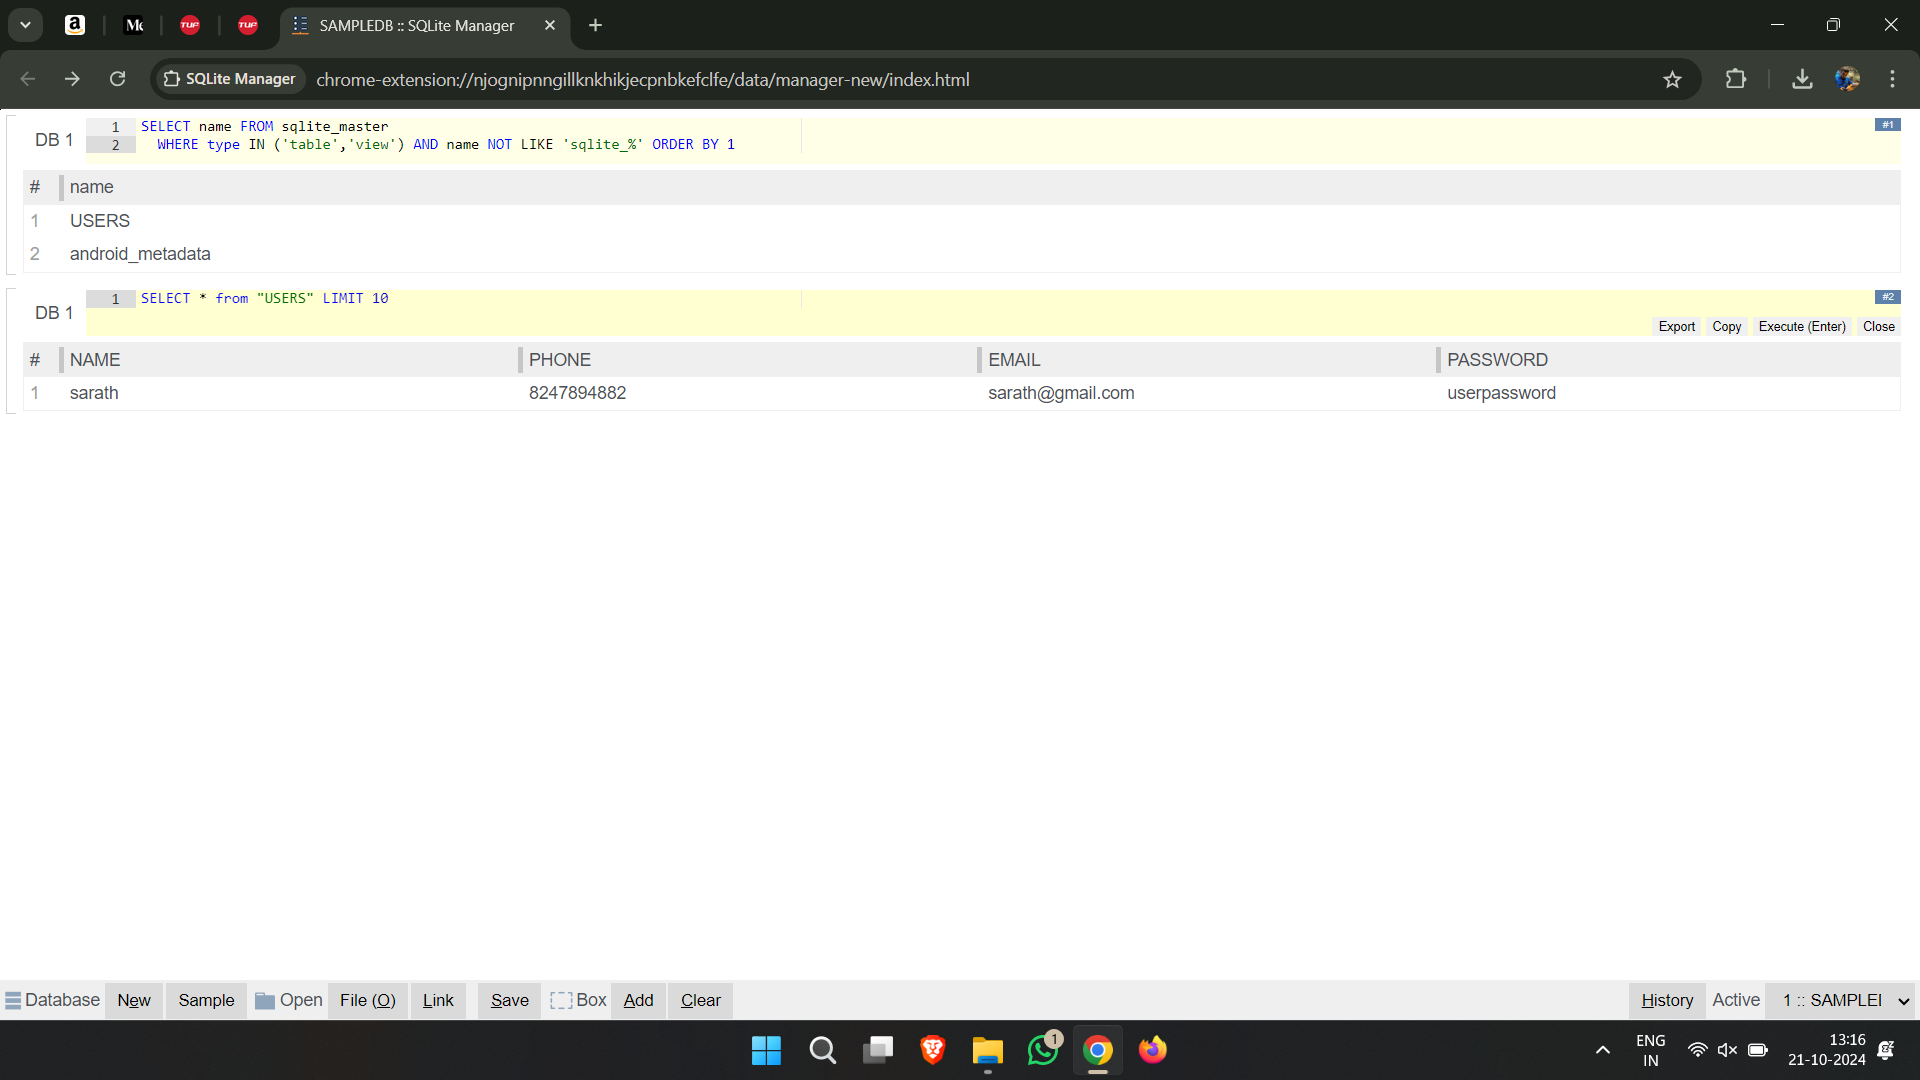 a
Me
TUF
TUF
SAMPLEDB :: SQLite Manager
SQLite Manager
chrome-extension://njognipnngillknkhikjecpnbkefclfe/data/manager-new/index.html
DB 1
1 SELECT name FROM sqlite_master
2 WHERE type IN ('table','view') AND name NOT LIKE 'sqlite_%' ORDER BY 1
#1
# name
1 USERS
2 android_metadata
DB 1
1 SELECT * from "USERS" LIMIT 10
#2
Export Copy Execute (Enter) Close
# NAME PHONE EMAIL PASSWORD
1 sarath 8247894882 sarath@gmail.com userpassword
Database New Sample Open File (O) Link Save Box Add Clear History Active 1 :: SAMPLEI
1
ENG
IN
13:16
21-10-2024